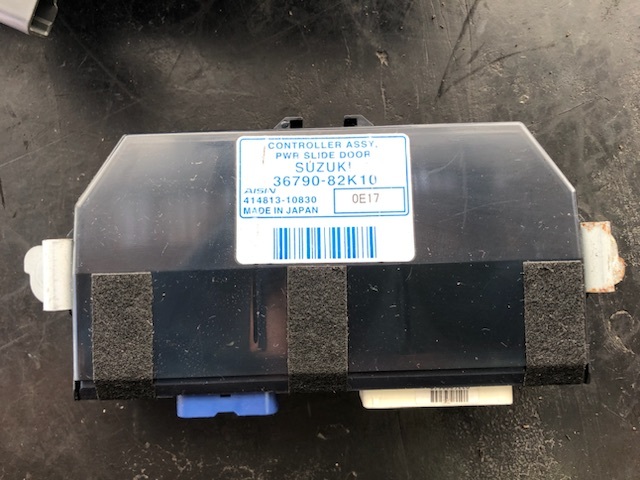 CONTROLLER ASSY,
PWR SLIDE DOOR
SUZUKI
36790-82K10
AISIN
414813-10830
0E17
MADE IN JAPAN